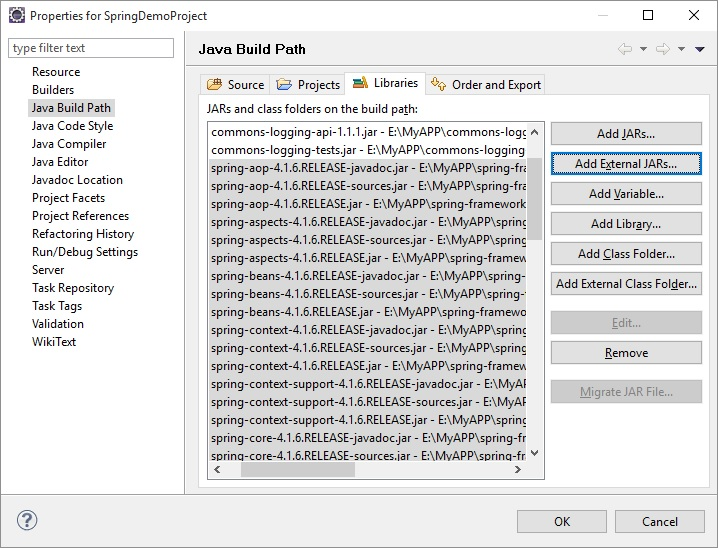 Properties for SpringDemoProject
type filter text
Resource
Builders
Java Build Path
Java Code Style
Java Compiler
Java Editor
Javadoc Location
Project Facets
Project References
Refactoring History
Run/Debug Settings
Server
Task Repository
Task Tags
Validation
WikiText
Java Build Path
Source Projects Libraries Order and Export
JARs and class folders on the build path:
commons-logging-api-1.1.1.jar - E:\MyAPP\commons-logg
commons-logging-tests.jar - E:\MyAPP\commons-logging
spring-aop-4.1.6.RELEASE-javadoc.jar - E:\MyAPP\spring-fra
spring-aop-4.1.6.RELEASE-sources.jar - E:\MyAPP\spring-fra
spring-aop-4.1.6.RELEASE.jar - E:\MyAPP\spring-framework
spring-aspects-4.1.6.RELEASE-javadoc.jar - E:\MyAPP\spring
spring-aspects-4.1.6.RELEASE-sources.jar - E:\MyAPP\spring
spring-aspects-4.1.6.RELEASE.jar - E:\MyAPP\spring-framew
spring-beans-4.1.6.RELEASE-javadoc.jar - E:\MyAPP\spring-f
spring-beans-4.1.6.RELEASE-sources.jar - E:\MyAPP\spring-f
spring-beans-4.1.6.RELEASE.jar - E:\MyAPP\spring-framewo
spring-context-4.1.6.RELEASE-javadoc.jar - E:\MyAPP\spring
spring-context-4.1.6.RELEASE-sources.jar - E:\MyAPP\spring
spring-context-4.1.6.RELEASE.jar - E:\MyAPP\spring-framew
spring-context-support-4.1.6.RELEASE-javadoc.jar - E:\MyA
spring-context-support-4.1.6.RELEASE-sources.jar - E:\MyA
spring-context-support-4.1.6.RELEASE.jar - E:\MyAPP\sprin
spring-core-4.1.6.RELEASE-javadoc.jar - E:\MyAPP\spring-fr
spring-core-4.1.6.RELEASE-sources.jar - E:\MyAPP\spring-fr
Add JARs...
Add External JARs...
Add Variable...
Add Library...
Add Class Folder...
Add External Class Folder...
Edit...
Remove
Migrate JAR File...
OK
Cancel